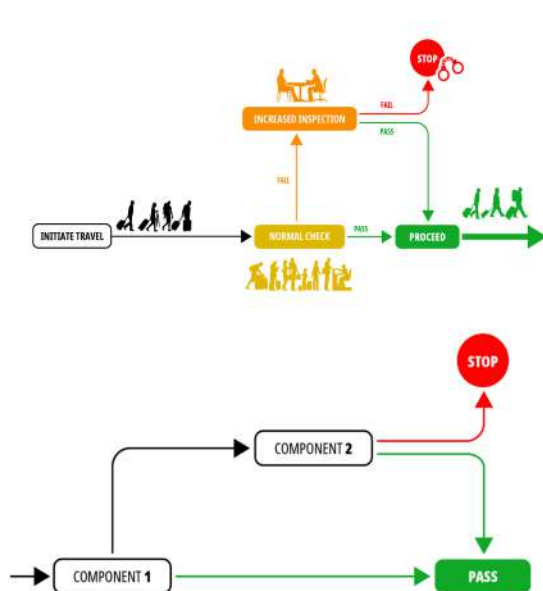 STOP
INCREASED INSPECTION
FAIL
PASS
FAIL
INITIATE TRAVEL
NORMAL CHECK
PASS
PROCEED
STOP
COMPONENT 2
COMPONENT 1
PASS